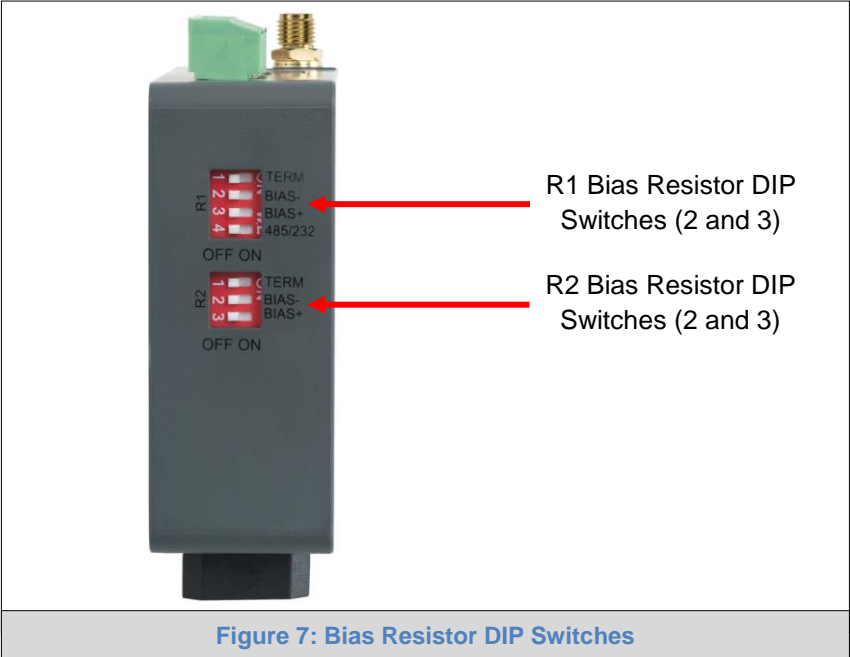 1 TERM
2 BIAS-
R1
3 BIAS+
4 485/232
ON
OFF ON
1 TERM
R2
2 BIAS-
3 BIAS+
ON
OFF ON
R1 Bias Resistor DIP
Switches (2 and 3)
R2 Bias Resistor DIP
Switches (2 and 3)
Figure 7: Bias Resistor DIP Switches